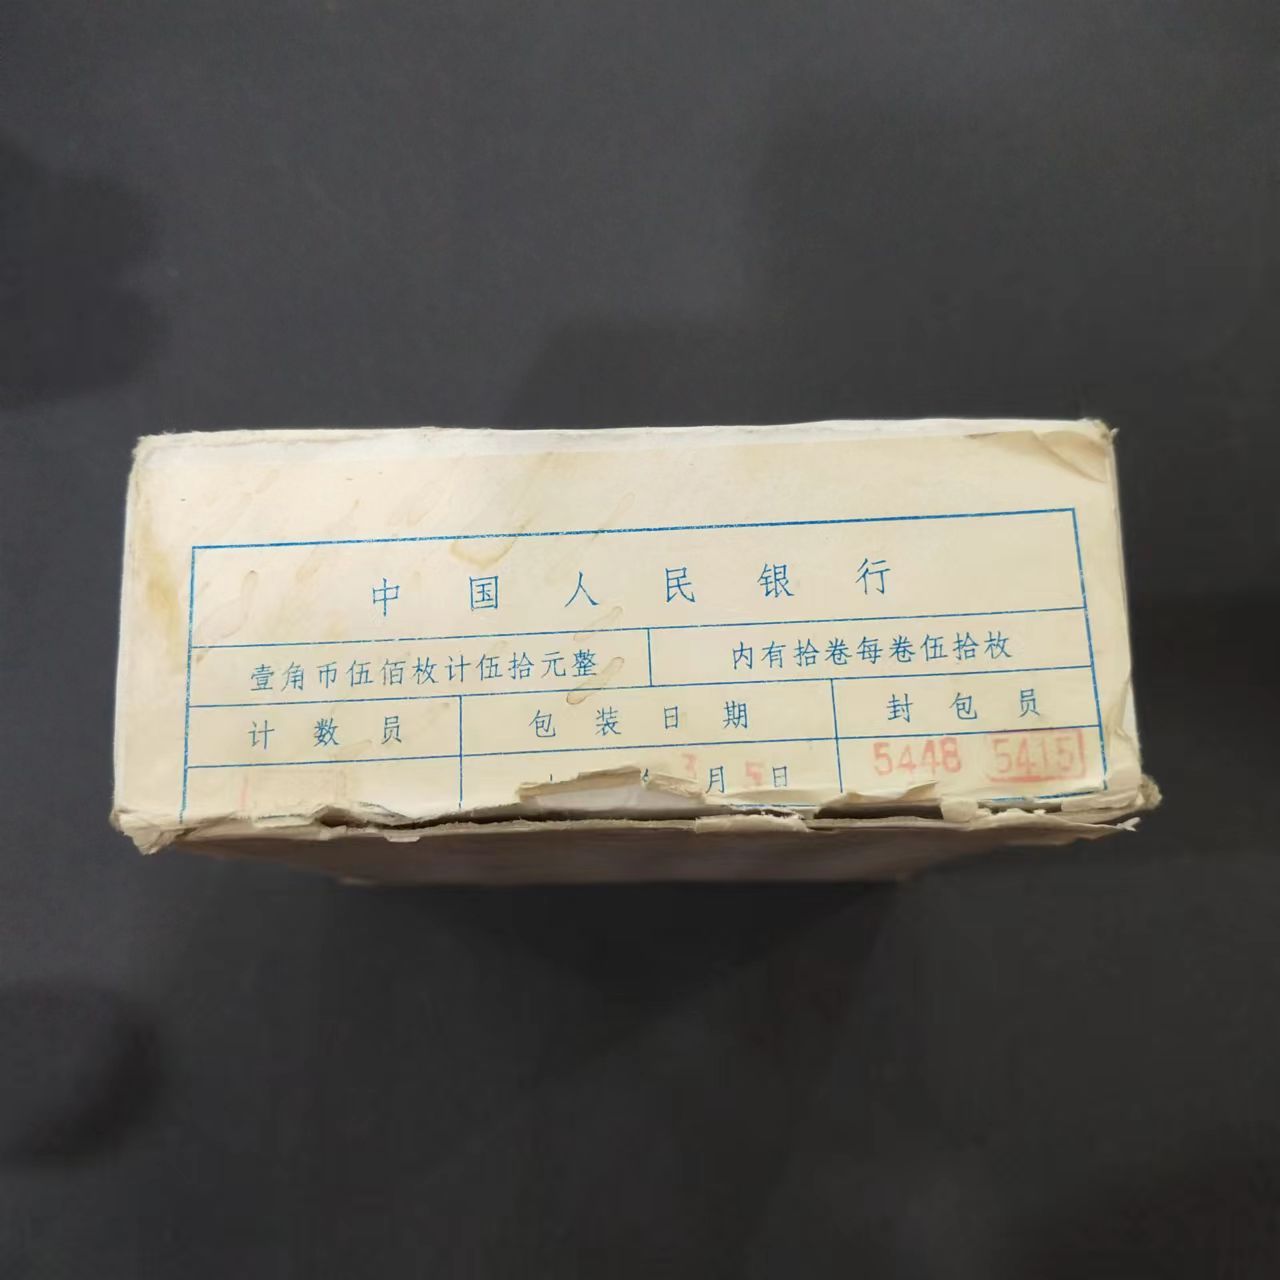 中国人民银行
壹角币伍佰枚计伍拾元整 内有拾卷每卷伍拾枚
计数员 包装日期 封包员
3月5日 5448 5415